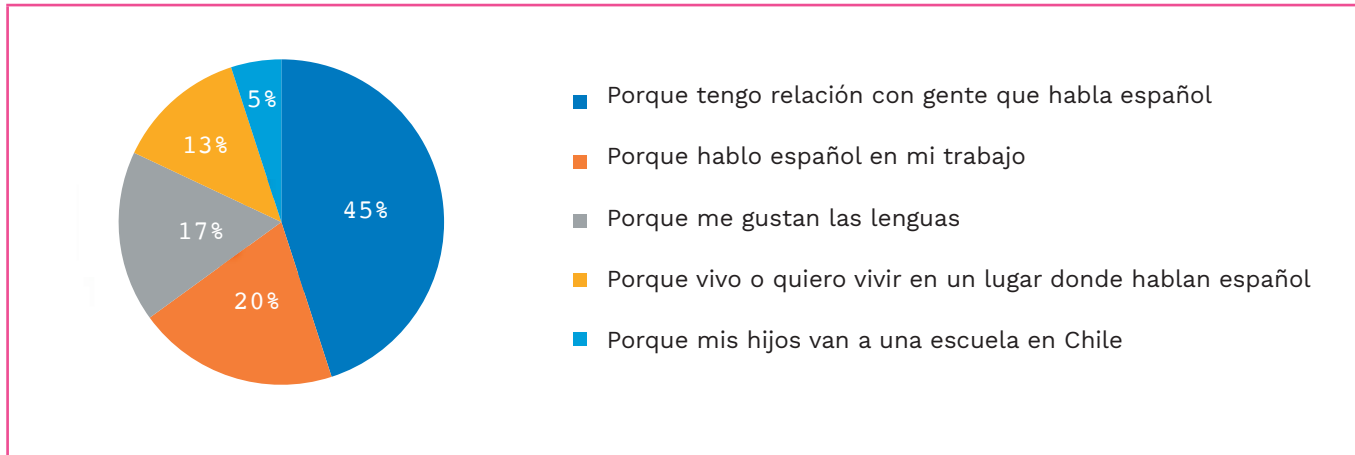 5%
13%
45%
17%
20%
Porque tengo relación con gente que habla español
Porque hablo español en mi trabajo
Porque me gustan las lenguas
Porque vivo o quiero vivir en un lugar donde hablan español
Porque mis hijos van a una escuela en Chile